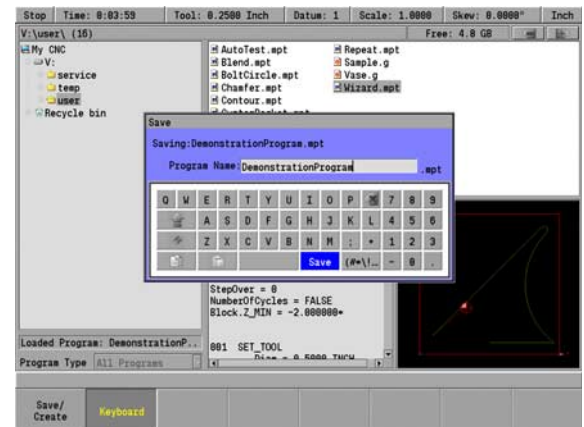 Stop Time: 0:03:59 Tool: 0.2500 Inch Datum: 1 Scale: 1.0000 Skew: 0.0000° Inch
V:\user\ (16) Free: 4.8 GB
My CNC
V:
service
temp
user
Recycle bin
AutoTest.mpt
Blend.mpt
BoltCircle.mpt
Chamfer.mpt
Contour.mpt
Repeat.mpt
Sample.g
Vase.g
Wizard.mpt
Save
Saving:DemonstrationProgram.mpt
Program Name: DemonstrationProgram .mpt
Q W E R T Y U I O P 7 8 9
A S D F G H J K L 4 5 6
Z X C V B N M ; 1 2 3
Save - 0 .
StepOver = 0
NumberOfCycles = FALSE
Block.Z_MIN = -2.000000*
001 SET_TOOL
Loaded Program: DemonstrationP..
Program Type All Programs
Save/
Create
Keyboard